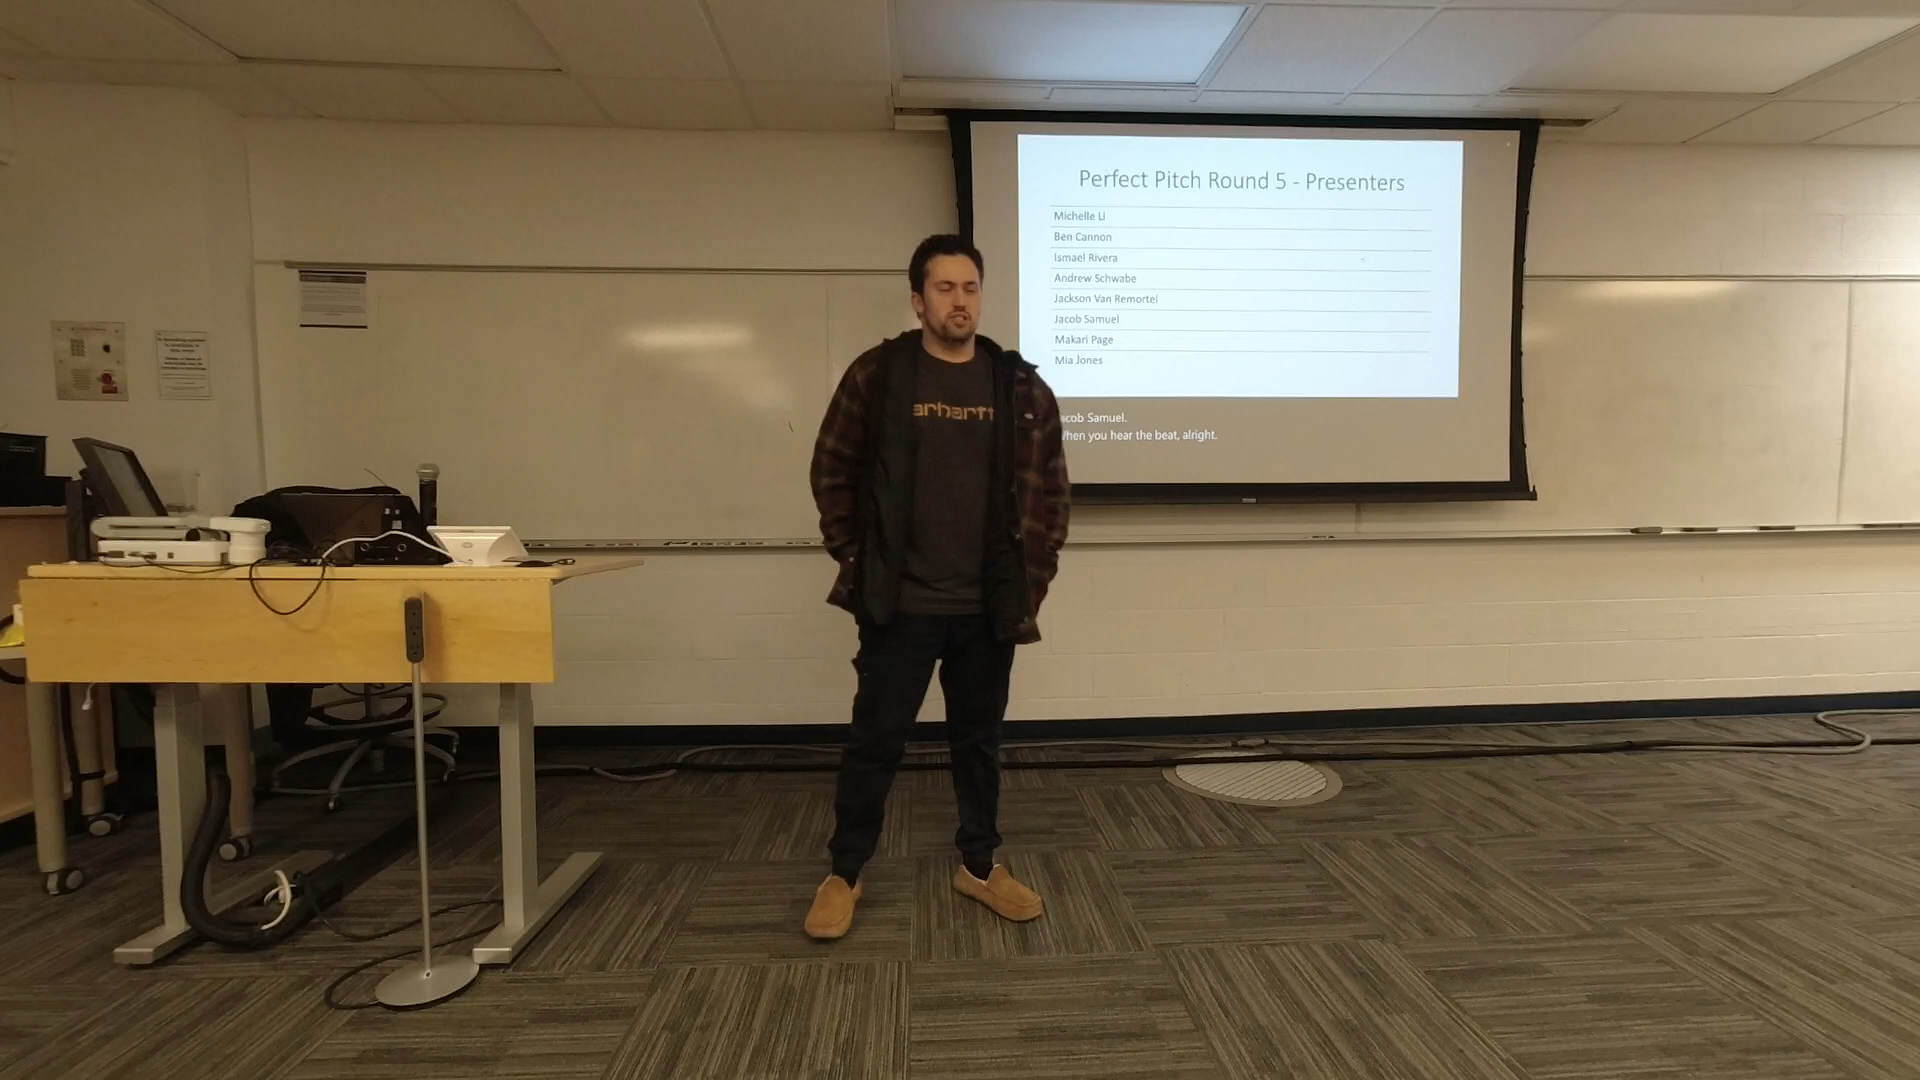 Perfect Pitch Round 5 - Presenters
Michelle Li
Ben Cannon
Ismael Rivera
Andrew Schwabe
Jackson Van Remortel
Jacob Samuel
Makari Page
Mia Jones
acob Samuel.
When you hear the beat, alright.
arhartt